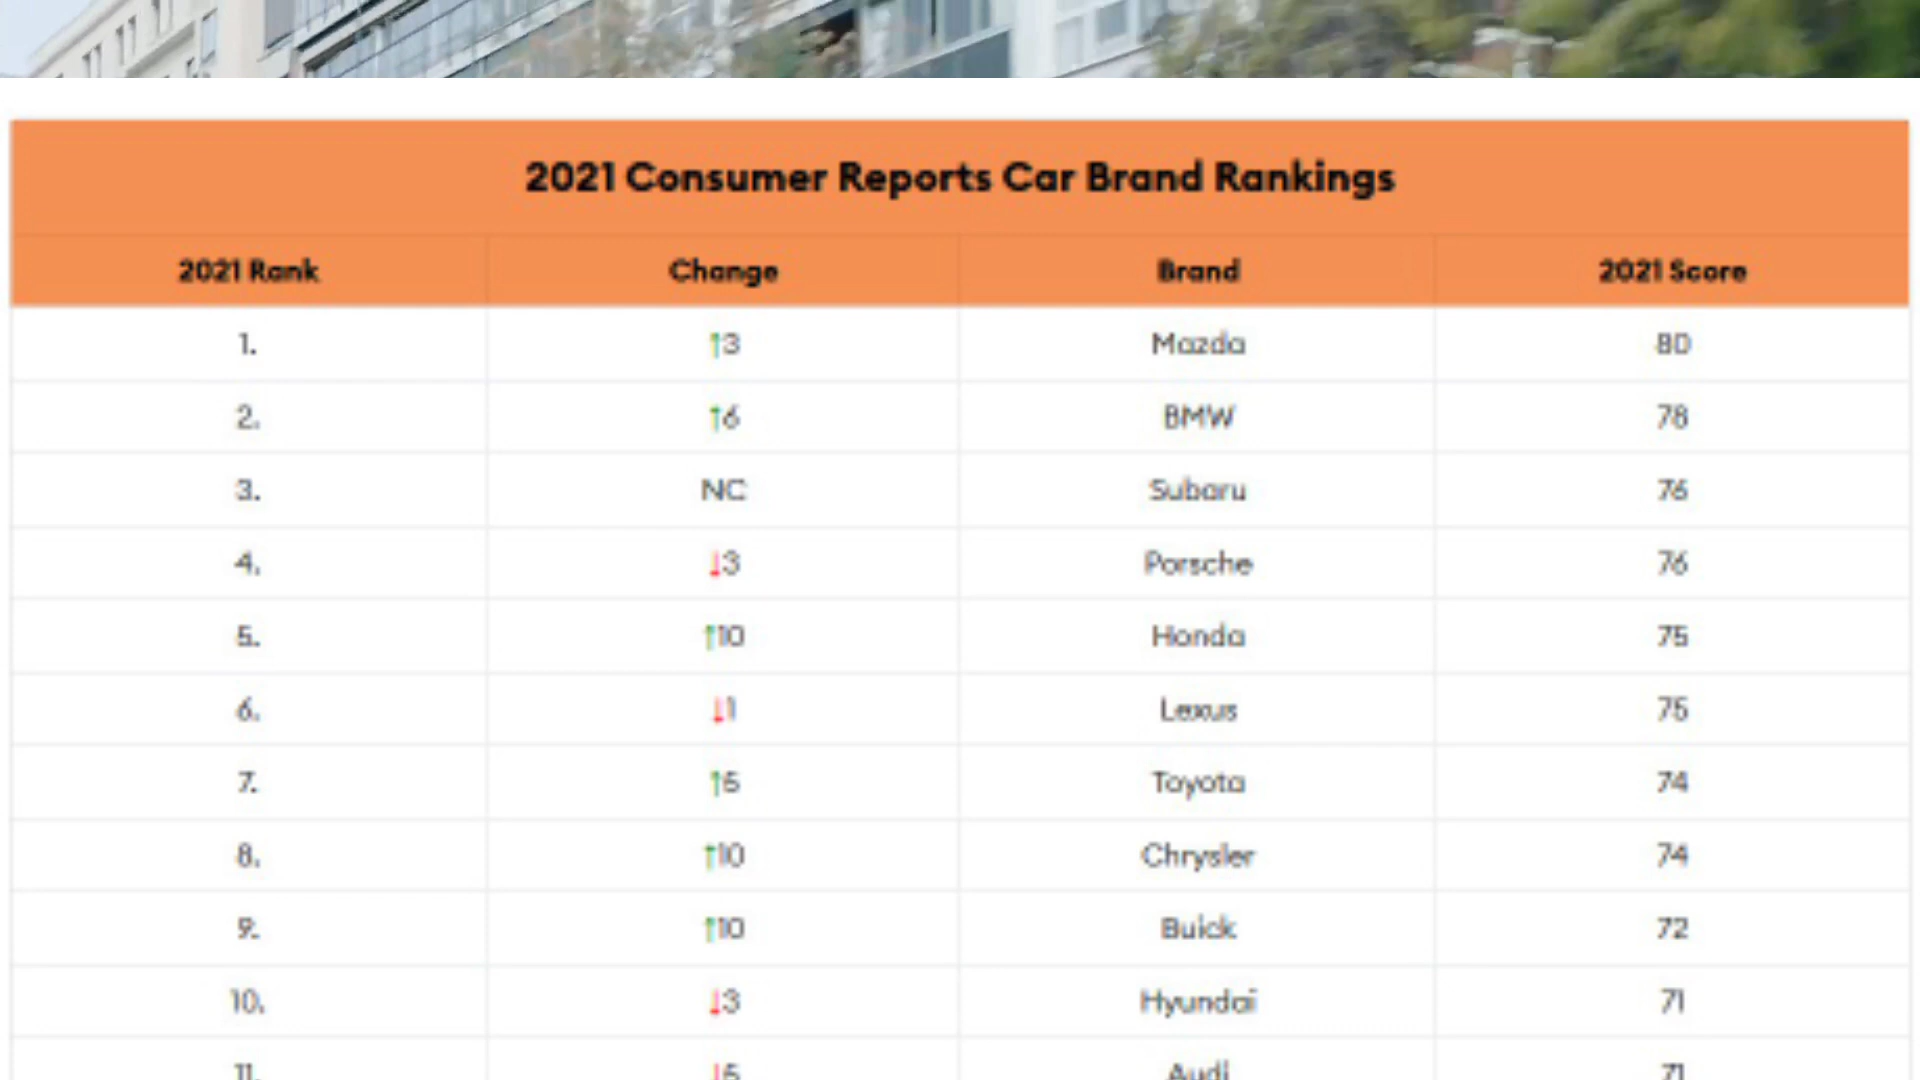 2021 Consumer Reports Car Brand Rankings
2021 Rank Change Brand 2021 Score
1. ↑3 Mazda 80
2. ↑6 BMW 78
3. NC Subaru 76
4. ↓3 Porsche 76
5. ↑10 Honda 75
6. ↓1 Lexus 75
7. ↑5 Toyota 74
8. ↑10 Chrysler 74
9. ↑10 Buick 72
10. ↓3 Hyundai 71
11. ↓5 Audi 71